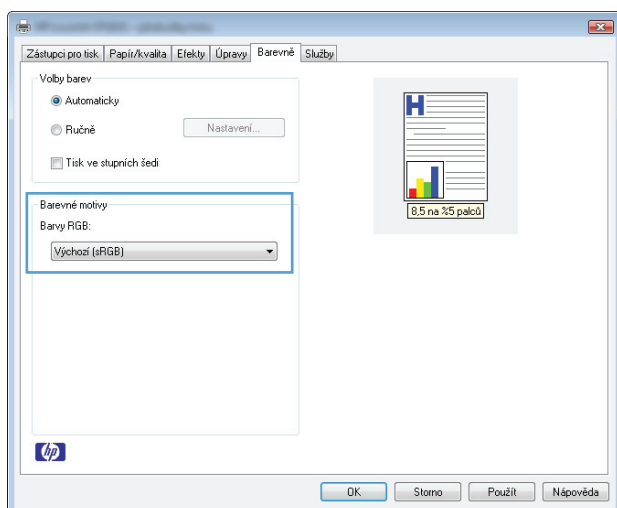 Zástupci pro tisk Papír/kvalita Efekty Úpravy Barevně Služby
Volby barev
Automaticky
Ručně Nastavení...
Tisk ve stupních šedi
Barevné motivy
Barvy RGB:
Výchozí (sRGB)
H
8,5 na %5 palců
hp
OK Storno Použít Nápověda